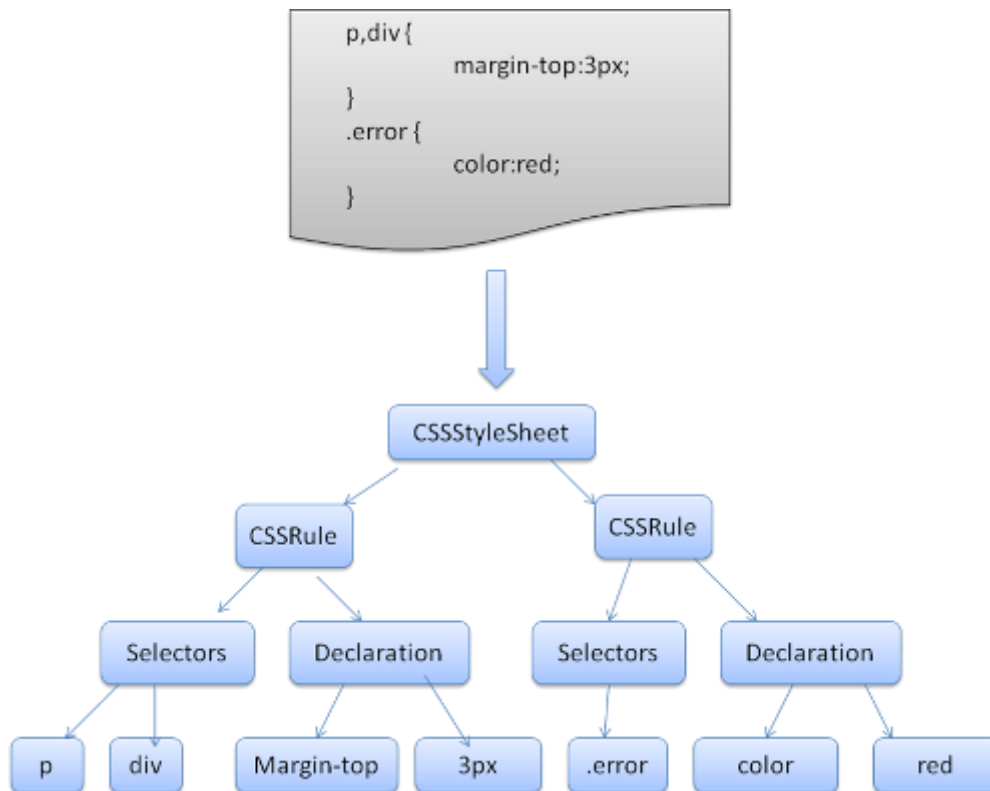 p,div {
margin-top:3px;
}
.error {
color:red;
}
CSSStyleSheet
CSSRule
CSSRule
Selectors
Declaration
Selectors
Declaration
p
div
Margin-top
3px
.error
color
red